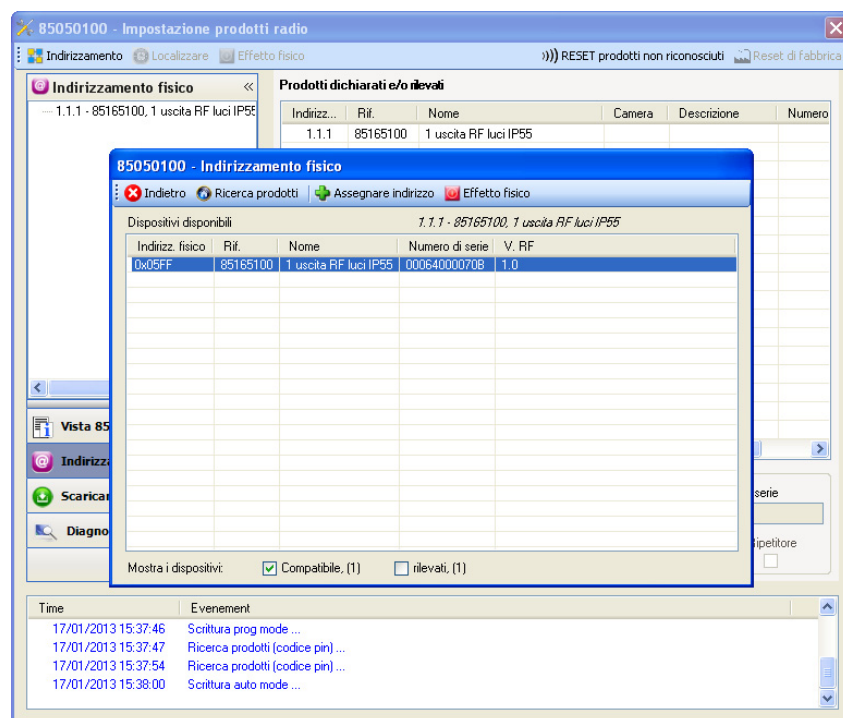 85050100 - Impostazione prodotti radio
Indirizzamento Localizzare Effetto fisico RESET prodotti non riconosciuti Reset di fabbrica
Indirizzamento fisico
1.1.1 - 85165100, 1 uscita RF luci IP55
Prodotti dichiarati e/o rilevati
Indirizz... Rif. Nome Camera Descrizione Numero
1.1.1 85165100 1 uscita RF luci IP55
85050100 - Indirizzamento fisico
Indietro Ricerca prodotti Assegnare indirizzo Effetto fisico
Dispositivi disponibili 1.1.1 - 85165100, 1 uscita RF luci IP55
Indirizz. fisico Rif. Nome Numero di serie V. RF
0x05FF 85165100 1 uscita RF luci IP55 00064000070B 1.0
Mostra i dispositivi: Compatibile, (1) rilevati, (1)
Vista 85
Indirizza
Scaricar
Diagno
serie
ipetitore
Time Evenement
17/01/2013 15:37:46 Scrittura prog mode ...
17/01/2013 15:37:47 Ricerca prodotti (codice pin) ...
17/01/2013 15:37:54 Ricerca prodotti (codice pin) ...
17/01/2013 15:38:00 Scrittura auto mode ...